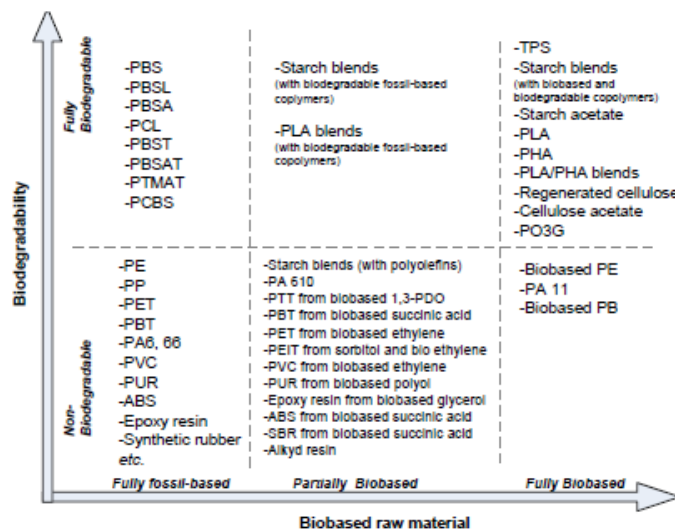 Biodegradability
Fully
Biodegradable
-PBS
-PBSL
-PBSA
-PCL
-PBST
-PBSAT
-PTMAT
-PCBS
-Starch blends
(with biodegradable fossil-based
coplymers)
-PLA blends
(with biodegradable fossil-based
copolymers)
-TPS
-Starch blends
(with biobased and
biodegradable copolymers)
-Starch acetate
-PLA
-PHA
-PLA/PHA blends
-Regenerated cellulose
-Cellulose acetate
-PO3G
Non-
Biodegradable
-PE
-PP
-PET
-PBT
-PA6, 66
-PVC
-PUR
-ABS
-Epoxy resin
-Synthetic rubber
etc.
-Starch blends (with polyolefins)
-PA 610
-PTT from biobased 1,3-PDO
-PBT from biobased succinic acid
-PET from biobased ethylene
-PEIT from sorbitol and bio ethylene
-PVC from biobased ethylene
-PUR from biobased polyol
-Epoxy resin from biobased glycerol
-ABS from biobased succinic acid
-SBR from biobased succinic acid
-Alkyd resin
-Biobased PE
-PA 11
-Biobased PB
Fully fossil-based
Partially Biobased
Fully Biobased
Biobased raw material